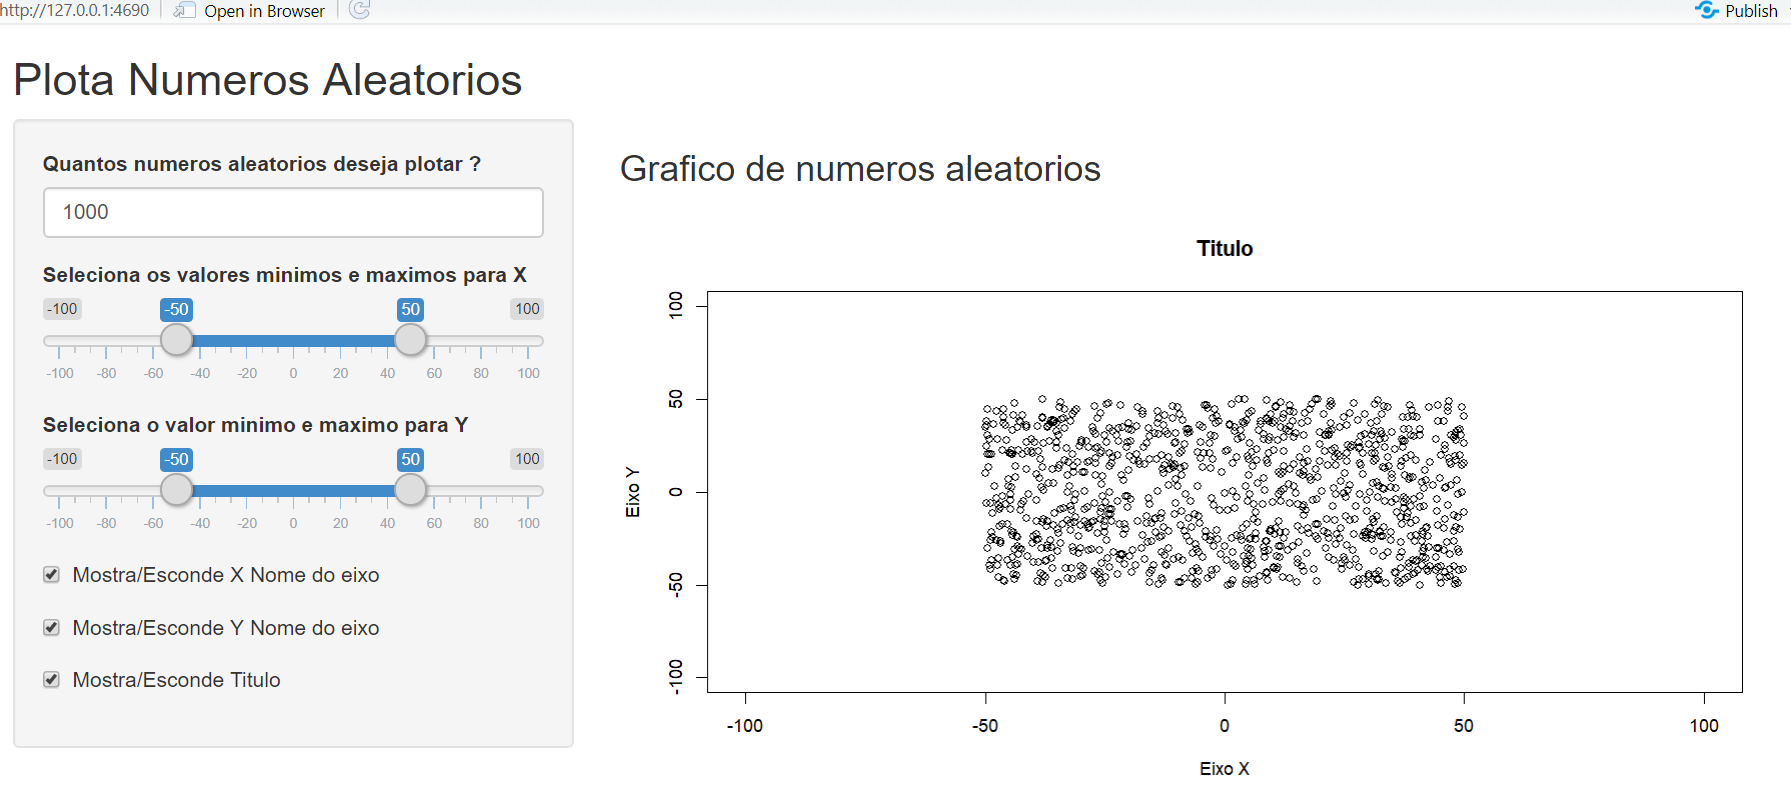 http://127.0.0.1:4690 Open in Browser Publish
Plota Numeros Aleatorios
Quantos numeros aleatorios deseja plotar ?
1000
Seleciona os valores minimos e maximos para X
-100 -50 50 100
-100 -80 -60 -40 -20 0 20 40 60 80 100
Seleciona o valor minimo e maximo para Y
-100 -50 50 100
-100 -80 -60 -40 -20 0 20 40 60 80 100
Mostra/Esconde X Nome do eixo
Mostra/Esconde Y Nome do eixo
Mostra/Esconde Titulo
Grafico de numeros aleatorios
Titulo
100
50
0
-50
-100
Eixo Y
-100 -50 0 50 100
Eixo X